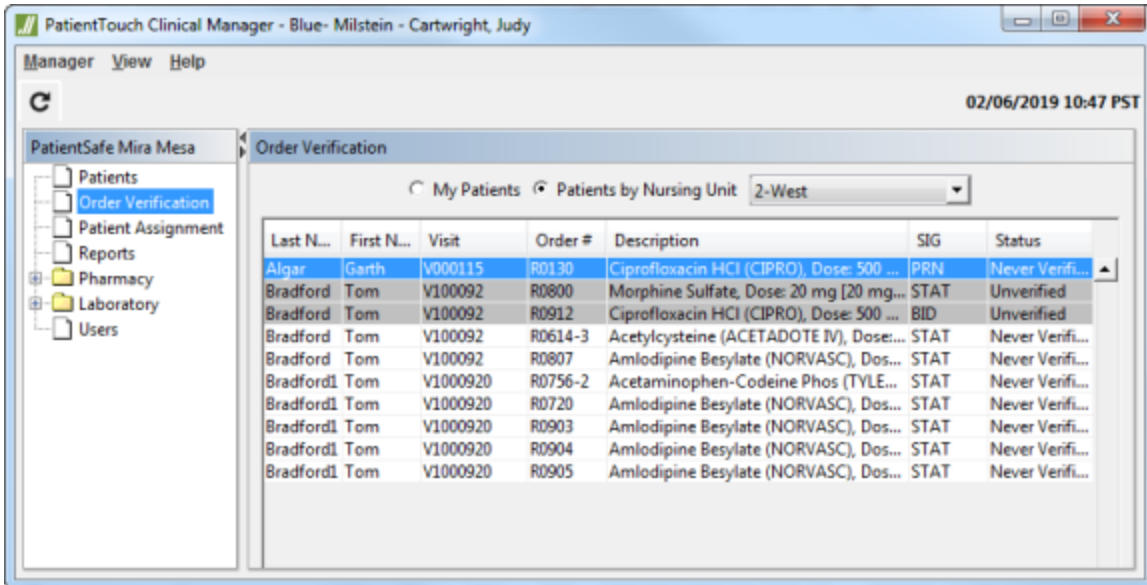 PatientTouch Clinical Manager - Blue- Milstein - Cartwright, Judy
Manager View Help
02/06/2019 10:47 PST
PatientSafe Mira Mesa
Patients
Order Verification
Patient Assignment
Reports
Pharmacy
Laboratory
Users
Order Verification
My Patients Patients by Nursing Unit 2-West
Last N... First N... Visit Order # Description SIG Status
Algar Garth V000115 R0130 Ciprofloxacin HCl (CIPRO), Dose: 500 ... PRN Never Verifi...
Bradford Tom V100092 R0800 Morphine Sulfate, Dose: 20 mg [20 mg... STAT Unverified
Bradford Tom V100092 R0912 Ciprofloxacin HCl (CIPRO), Dose: 500 ... BID Unverified
Bradford Tom V100092 R0614-3 Acetylcysteine (ACETADOTE IV), Dose:... STAT Never Verifi...
Bradford Tom V100092 R0807 Amlodipine Besylate (NORVASC), Dos... STAT Never Verifi...
Bradford1 Tom V1000920 R0756-2 Acetaminophen-Codeine Phos (TYLE... STAT Never Verifi...
Bradford1 Tom V1000920 R0720 Amlodipine Besylate (NORVASC), Dos... STAT Never Verifi...
Bradford1 Tom V1000920 R0903 Amlodipine Besylate (NORVASC), Dos... STAT Never Verifi...
Bradford1 Tom V1000920 R0904 Amlodipine Besylate (NORVASC), Dos... STAT Never Verifi...
Bradford1 Tom V1000920 R0905 Amlodipine Besylate (NORVASC), Dos... STAT Never Verifi...